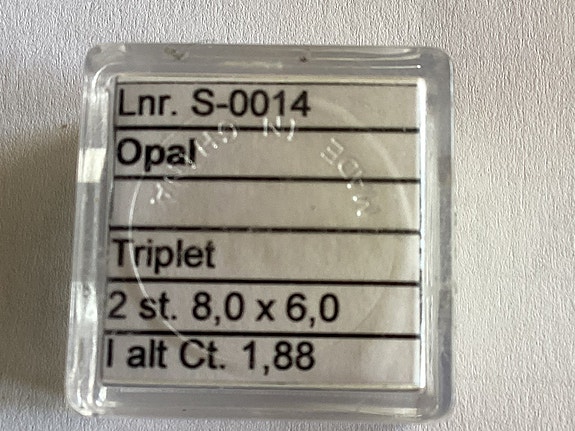 Lnr. S-0014
MADE IN CHINA
Opal
Triplet
2 st. 8,0 x 6,0
I alt Ct. 1,88